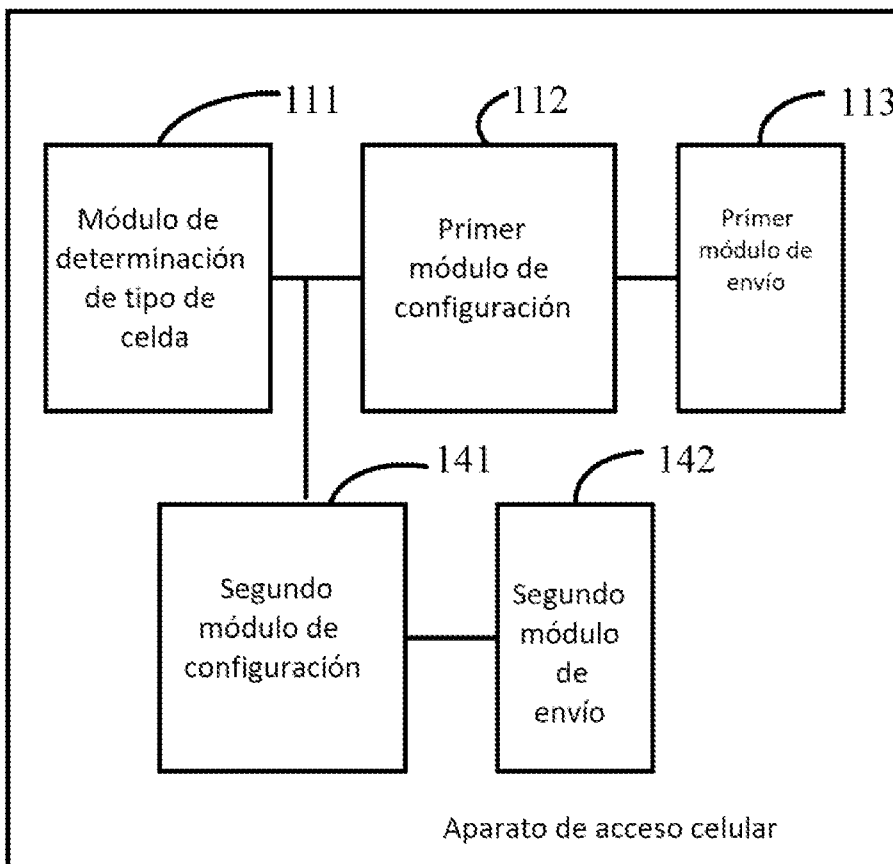 111
112
113
Módulo de
determinación
de tipo de
celda
Primer
módulo de
configuración
Primer
módulo de
envío
141
142
Segundo
módulo de
configuración
Segundo
módulo
de
envío
Aparato de acceso celular